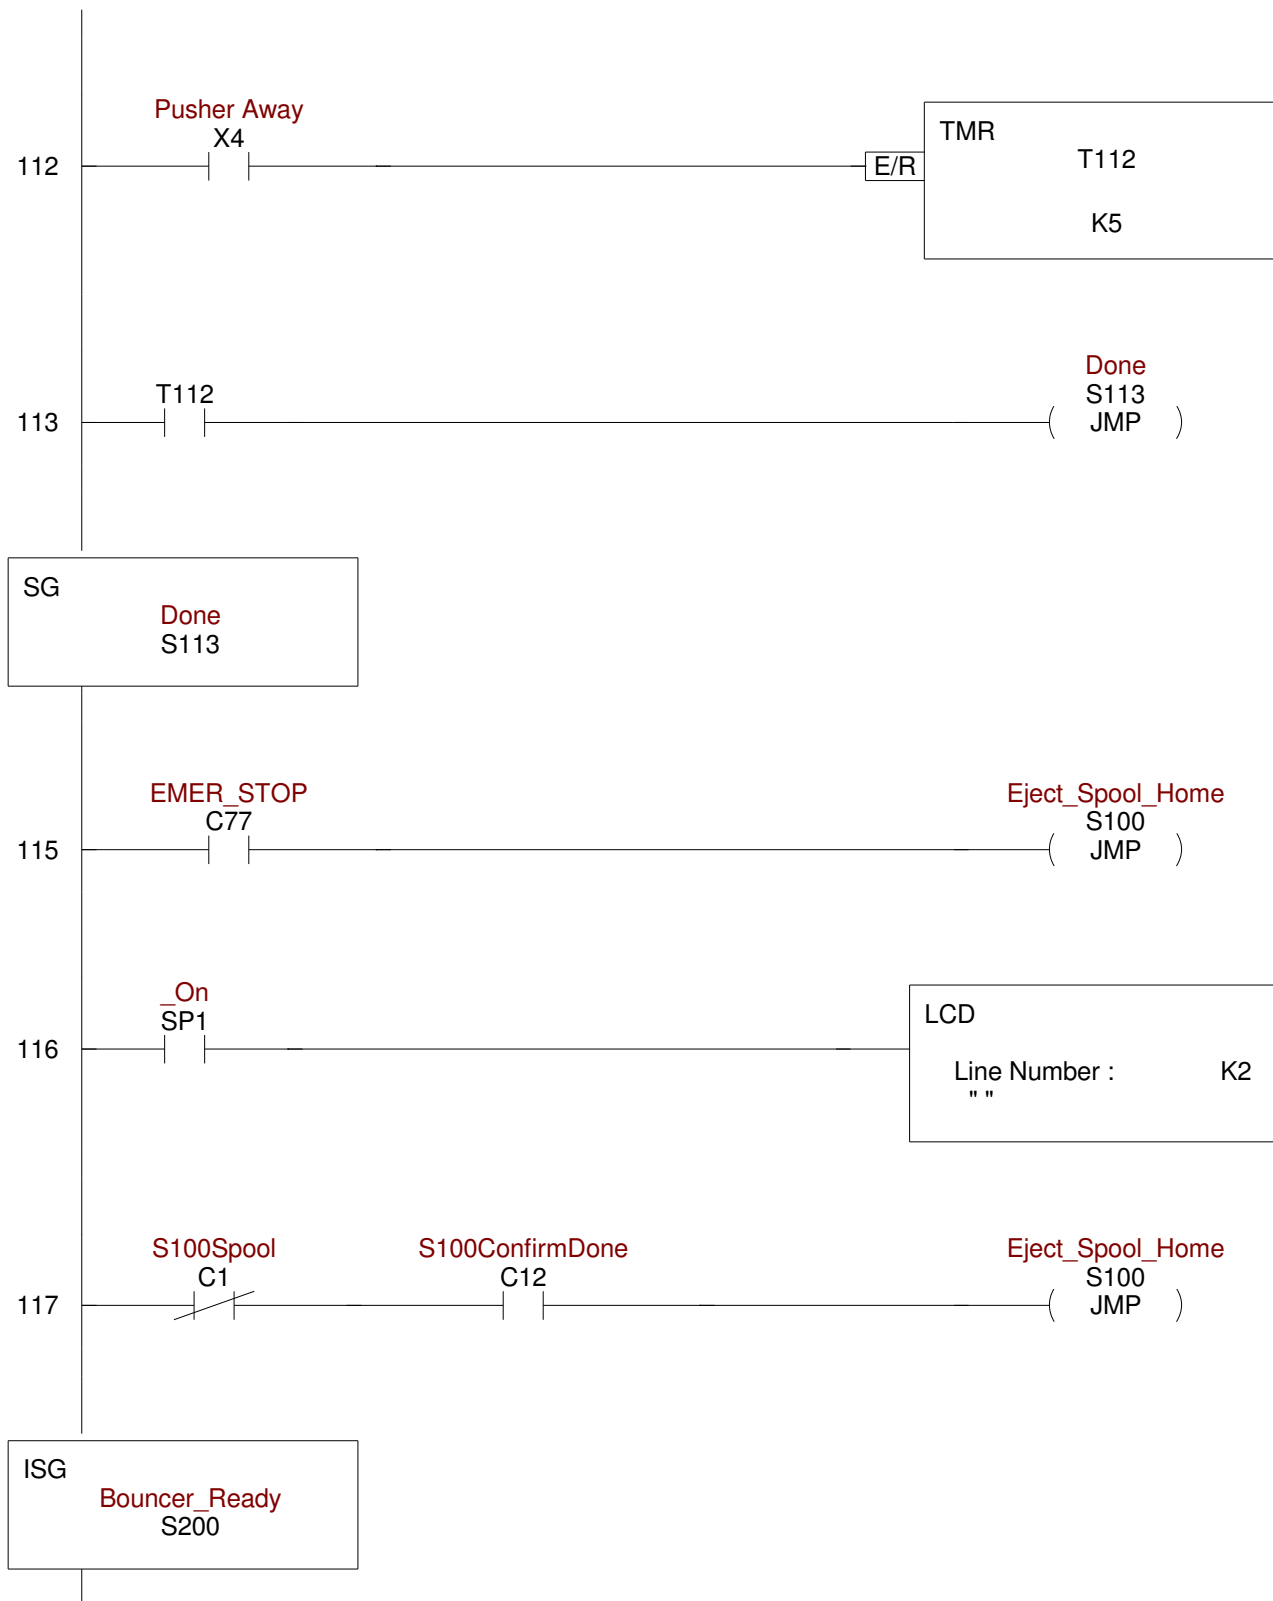 Pusher Away
X4
112
E/R
TMR
T112
K5
T112
113
Done
S113
JMP
SG
Done
S113
EMER_STOP
C77
115
Eject_Spool_Home
S100
JMP
_On
SP1
116
LCD
Line Number : K2
" "
S100Spool
C1
S100ConfirmDone
C12
117
Eject_Spool_Home
S100
JMP
ISG
Bouncer_Ready
S200